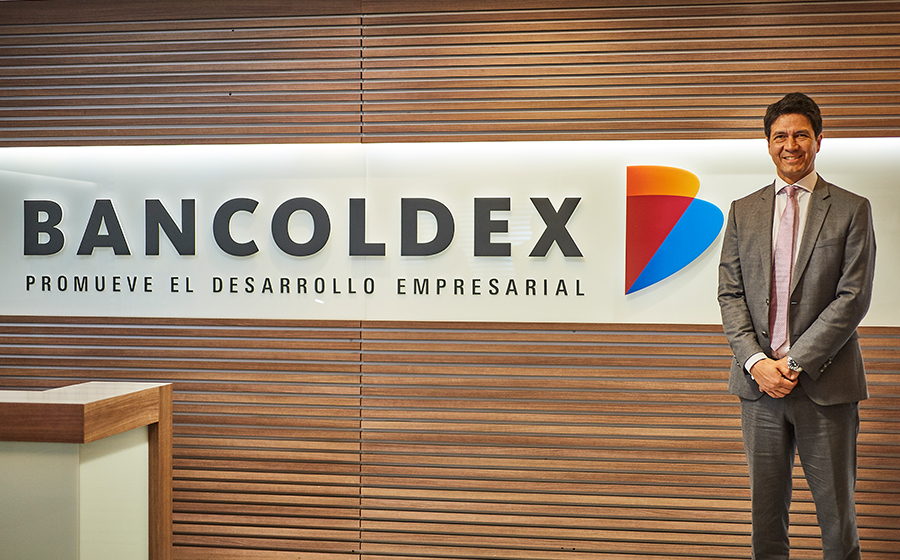 BANCOLDEX
PROMUEVE EL DESARROLLO EMPRESARIAL